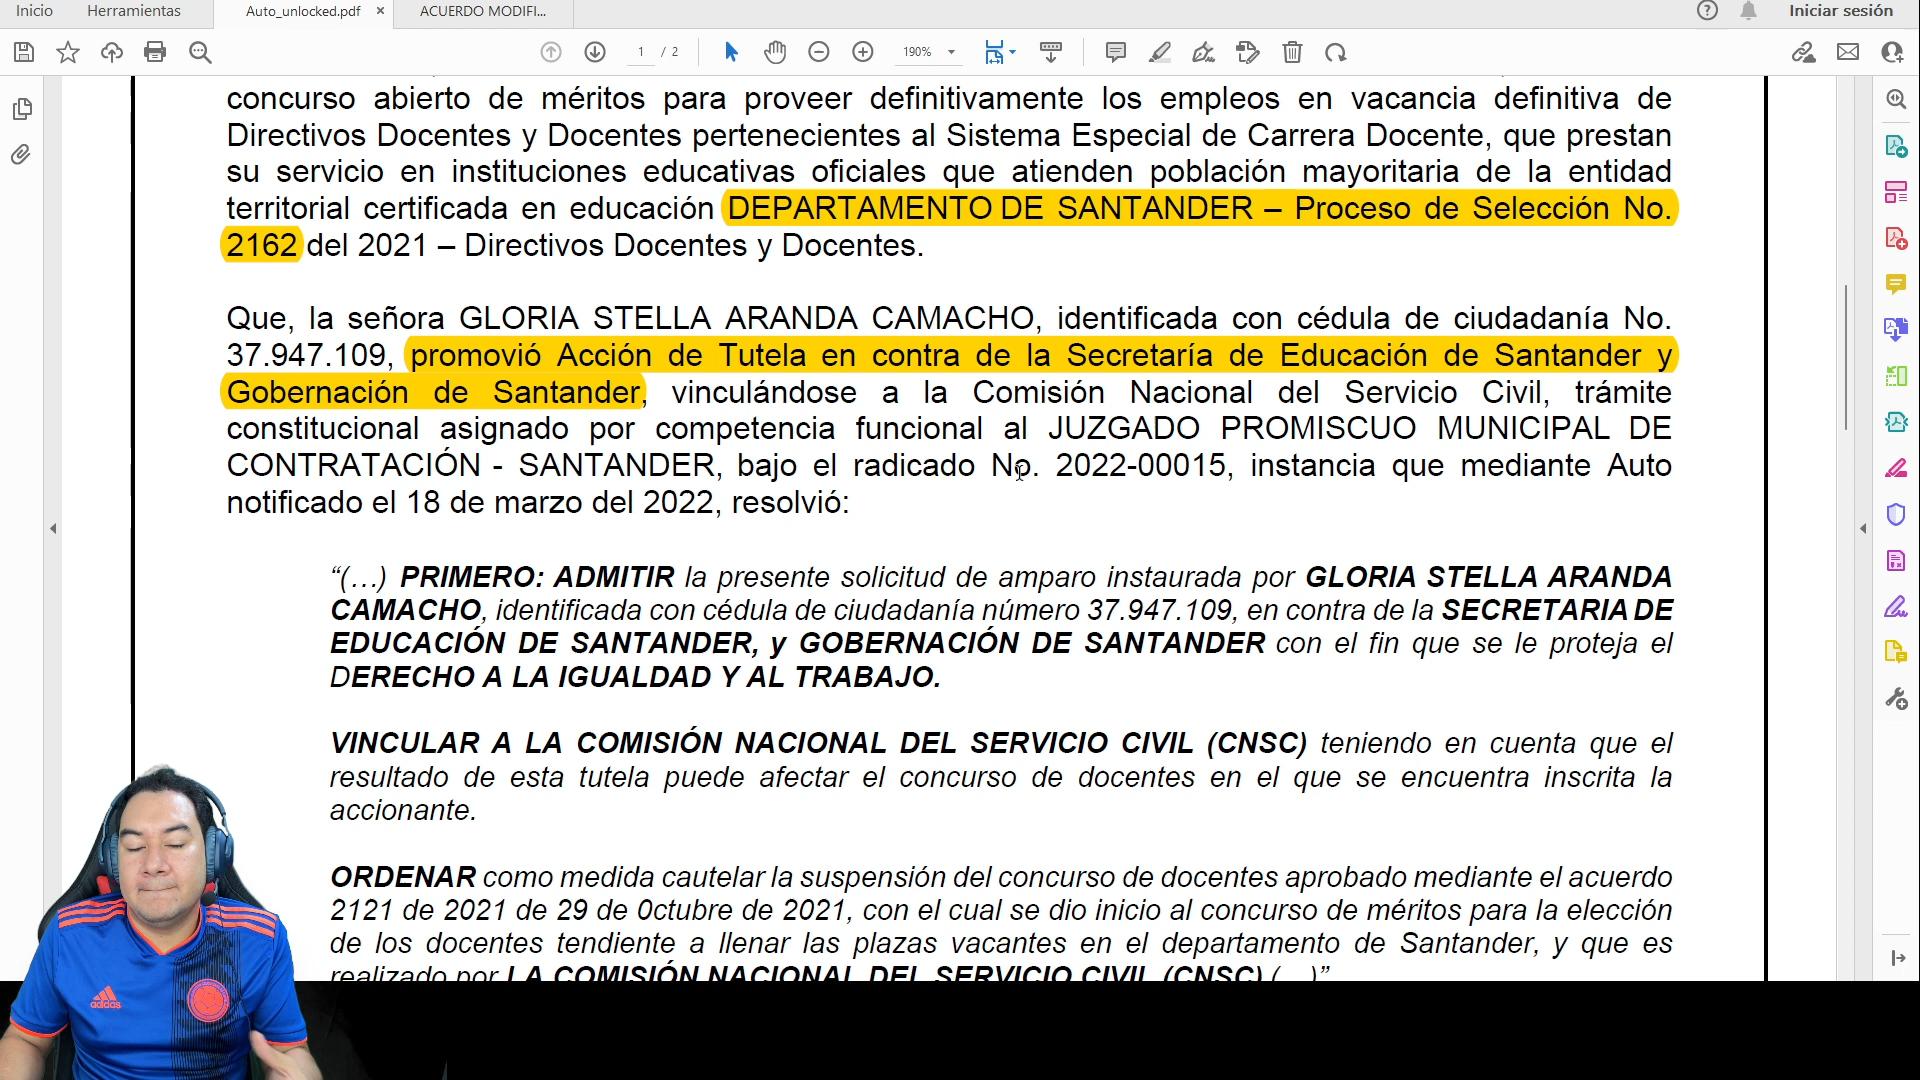 Inicio Herramientas Auto_unlocked.pdf × ACUERDO MODIFI... Iniciar sesión
1 / 2 190%
concurso abierto de méritos para proveer definitivamente los empleos en vacancia definitiva de
Directivos Docentes y Docentes pertenecientes al Sistema Especial de Carrera Docente, que prestan
su servicio en instituciones educativas oficiales que atienden población mayoritaria de la entidad
territorial certificada en educación DEPARTAMENTO DE SANTANDER – Proceso de Selección No.
2162 del 2021 – Directivos Docentes y Docentes.
Que, la señora GLORIA STELLA ARANDA CAMACHO, identificada con cédula de ciudadanía No.
37.947.109, promovió Acción de Tutela en contra de la Secretaría de Educación de Santander y
Gobernación de Santander, vinculándose a la Comisión Nacional del Servicio Civil, trámite
constitucional asignado por competencia funcional al JUZGADO PROMISCUO MUNICIPAL DE
CONTRATACIÓN - SANTANDER, bajo el radicado No. 2022-00015, instancia que mediante Auto
notificado el 18 de marzo del 2022, resolvió:
“(…) PRIMERO: ADMITIR la presente solicitud de amparo instaurada por GLORIA STELLA ARANDA
CAMACHO, identificada con cédula de ciudadanía número 37.947.109, en contra de la SECRETARIA DE
EDUCACIÓN DE SANTANDER, y GOBERNACIÓN DE SANTANDER con el fin que se le proteja el
DERECHO A LA IGUALDAD Y AL TRABAJO.
VINCULAR A LA COMISIÓN NACIONAL DEL SERVICIO CIVIL (CNSC) teniendo en cuenta que el
resultado de esta tutela puede afectar el concurso de docentes en el que se encuentra inscrita la
accionante.
ORDENAR como medida cautelar la suspensión del concurso de docentes aprobado mediante el acuerdo
2121 de 2021 de 29 de 0ctubre de 2021, con el cual se dio inicio al concurso de méritos para la elección
de los docentes tendiente a llenar las plazas vacantes en el departamento de Santander, y que es
realizado por LA COMISIÓN NACIONAL DEL SERVICIO CIVIL (CNSC) (…)”
adidas